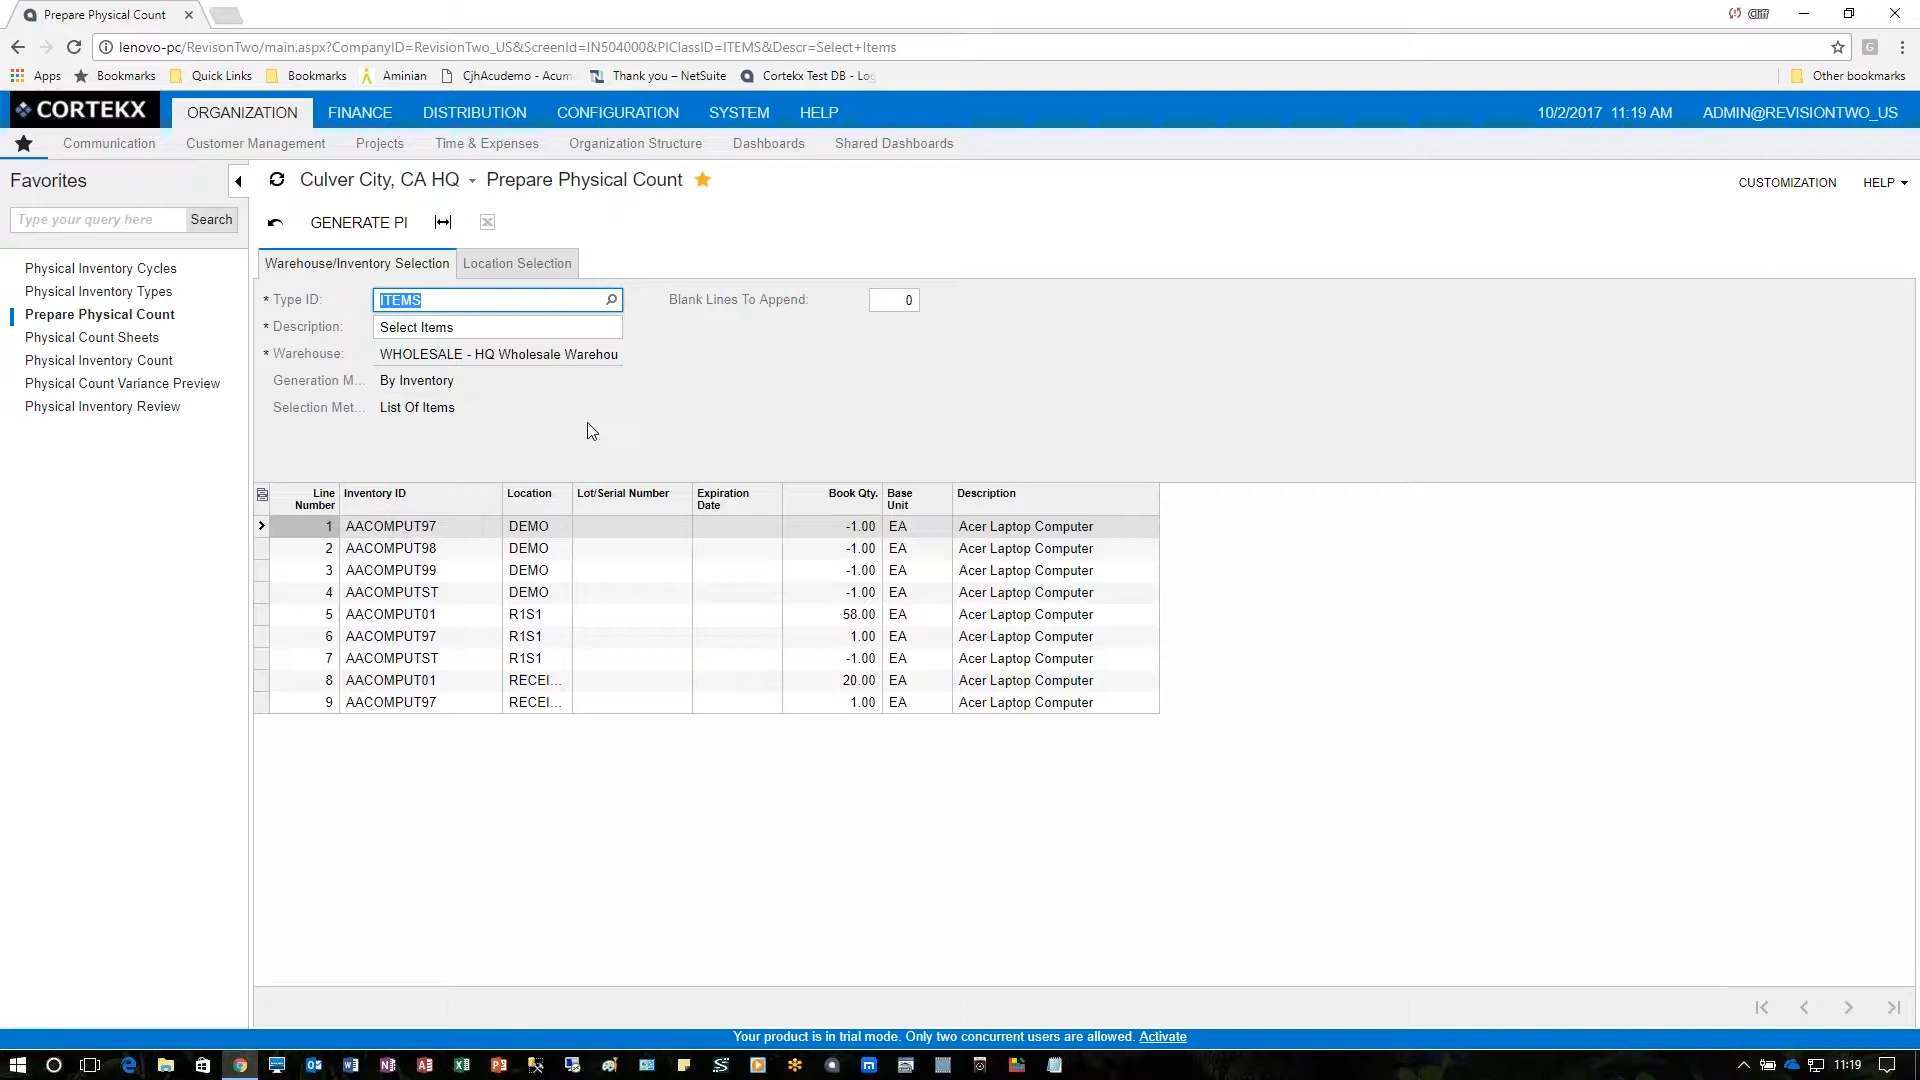 Prepare Physical Count
lenovo-pc/RevisonTwo/main.aspx?CompanyID=RevisionTwo_US&ScreenId=IN504000&PIClassID=ITEMS&Descr=Select+Items
Apps Bookmarks Quick Links Bookmarks Aminian CjhAcudemo - Acum Thank you – NetSuite Cortekx Test DB - Log Other bookmarks
CORTEKX ORGANIZATION FINANCE DISTRIBUTION CONFIGURATION SYSTEM HELP 10/2/2017 11:19 AM ADMIN@REVISIONTWO_US
Communication Customer Management Projects Time & Expenses Organization Structure Dashboards Shared Dashboards
Favorites
Type your query here Search
Physical Inventory Cycles
Physical Inventory Types
Prepare Physical Count
Physical Count Sheets
Physical Inventory Count
Physical Count Variance Preview
Physical Inventory Review
Culver City, CA HQ Prepare Physical Count CUSTOMIZATION HELP
GENERATE PI
Warehouse/Inventory Selection Location Selection
* Type ID: ITEMS Blank Lines To Append: 0
* Description: Select Items
* Warehouse: WHOLESALE - HQ Wholesale Warehou
Generation M... By Inventory
Selection Met... List Of Items
Line Number Inventory ID Location Lot/Serial Number Expiration Date Book Qty. Base Unit Description
1 AACOMPUT97 DEMO -1.00 EA Acer Laptop Computer
2 AACOMPUT98 DEMO -1.00 EA Acer Laptop Computer
3 AACOMPUT99 DEMO -1.00 EA Acer Laptop Computer
4 AACOMPUTST DEMO -1.00 EA Acer Laptop Computer
5 AACOMPUT01 R1S1 58.00 EA Acer Laptop Computer
6 AACOMPUT97 R1S1 1.00 EA Acer Laptop Computer
7 AACOMPUTST R1S1 -1.00 EA Acer Laptop Computer
8 AACOMPUT01 RECEI... 20.00 EA Acer Laptop Computer
9 AACOMPUT97 RECEI... 1.00 EA Acer Laptop Computer
Your product is in trial mode. Only two concurrent users are allowed. Activate
11:19